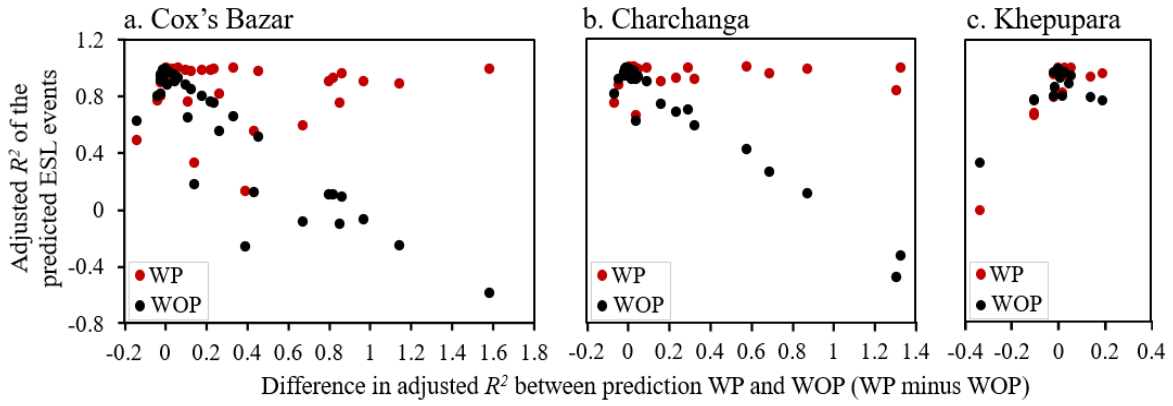 a. Cox's Bazar
b. Charchanga
c. Khepupara
Adjusted R² of the
predicted ESL events
1.2
0.8
0.4
0
-0.4
-0.8
WP
WOP
WP
WOP
WP
WOP
-0.2 0 0.2 0.4 0.6 0.8 1 1.2 1.4 1.6 1.8
-0.2 0 0.2 0.4 0.6 0.8 1 1.2 1.4
-0.4 -0.2 0 0.2 0.4
Difference in adjusted R² between prediction WP and WOP (WP minus WOP)